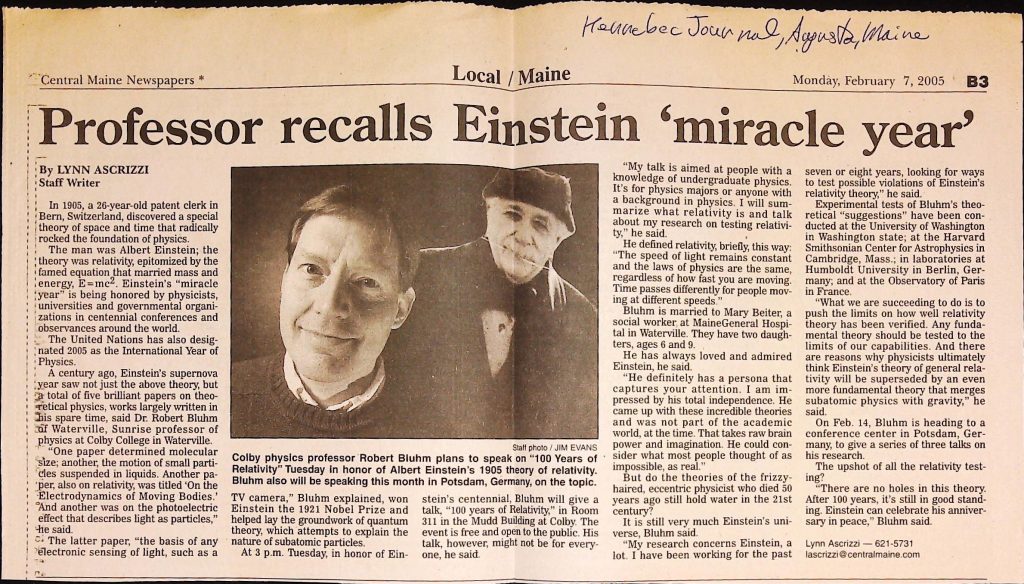 Kennebec Journal, Augusta, Maine
Central Maine Newspapers *
Local / Maine
Monday, February 7, 2005 B3
Professor recalls Einstein ‘miracle year’
By LYNN ASCRIZZI
Staff Writer
In 1905, a 26-year-old patent clerk in
Bern, Switzerland, discovered a special
theory of space and time that radically
rocked the foundation of physics.
The man was Albert Einstein; the
theory was relativity, epitomized by the
famed equation that married mass and
energy, E=mc². Einstein's “miracle
year” is being honored by physicists,
universities and governmental organi-
zations in centennial conferences and
observances around the world.
The United Nations has also desig-
nated 2005 as the International Year of
Physics.
A century ago, Einstein's supernova
year saw not just the above theory, but
a total of five brilliant papers on theo-
retical physics, works largely written in
his spare time, said Dr. Robert Bluhm
of Waterville, Sunrise professor of
physics at Colby College in Waterville.
“One paper determined molecular
size; another, the motion of small parti-
cles suspended in liquids. Another pa-
per, also on relativity, was titled ‘On the
Electrodynamics of Moving Bodies.’
And another was on the photoelectric
effect that describes light as particles,”
he said.
The latter paper, “the basis of any
electronic sensing of light, such as a
Staff photo / JIM EVANS
Colby physics professor Robert Bluhm plans to speak on “100 Years of
Relativity” Tuesday in honor of Albert Einstein's 1905 theory of relativity.
Bluhm also will be speaking this month in Potsdam, Germany, on the topic.
TV camera,” Bluhm explained, won
Einstein the 1921 Nobel Prize and
helped lay the groundwork of quantum
theory, which attempts to explain the
nature of subatomic particles.
At 3 p.m. Tuesday, in honor of Ein-
stein's centennial, Bluhm will give a
talk, “100 years of Relativity,” in Room
311 in the Mudd Building at Colby. The
event is free and open to the public. His
talk, however, might not be for every-
one, he said.
“My talk is aimed at people with a
knowledge of undergraduate physics.
It's for physics majors or anyone with
a background in physics. I will sum-
marize what relativity is and talk
about my research on testing relativi-
ty,” he said.
He defined relativity, briefly, this way:
“The speed of light remains constant
and the laws of physics are the same,
regardless of how fast you are moving.
Time passes differently for people mov-
ing at different speeds.”
Bluhm is married to Mary Beiter, a
social worker at MaineGeneral Hospi-
tal in Waterville. They have two daugh-
ters, ages 6 and 9.
He has always loved and admired
Einstein, he said.
“He definitely has a persona that
captures your attention. I am im-
pressed by his total independence. He
came up with these incredible theories
and was not part of the academic
world, at the time. That takes raw brain
power and imagination. He could con-
sider what most people thought of as
impossible, as real.”
But do the theories of the frizzy-
haired, eccentric physicist who died 50
years ago still hold water in the 21st
century?
It is still very much Einstein's uni-
verse, Bluhm said.
“My research concerns Einstein, a
lot. I have been working for the past
seven or eight years, looking for ways
to test possible violations of Einstein's
relativity theory,” he said.
Experimental tests of Bluhm's theo-
retical “suggestions” have been con-
ducted at the University of Washington
in Washington state; at the Harvard
Smithsonian Center for Astrophysics in
Cambridge, Mass.; in laboratories at
Humboldt University in Berlin, Ger-
many; and at the Observatory of Paris
in France.
“What we are succeeding to do is to
push the limits on how well relativity
theory has been verified. Any funda-
mental theory should be tested to the
limits of our capabilities. And there
are reasons why physicists ultimately
think Einstein's theory of general rela-
tivity will be superseded by an even
more fundamental theory that merges
subatomic physics with gravity,” he
said.
On Feb. 14, Bluhm is heading to a
conference center in Potsdam, Ger-
many, to give a series of three talks on
his research.
The upshot of all the relativity test-
ing?
“There are no holes in this theory.
After 100 years, it's still in good stand-
ing. Einstein can celebrate his anniver-
sary in peace,” Bluhm said.
Lynn Ascrizzi — 621-5731
lascrizzi@centralmaine.com